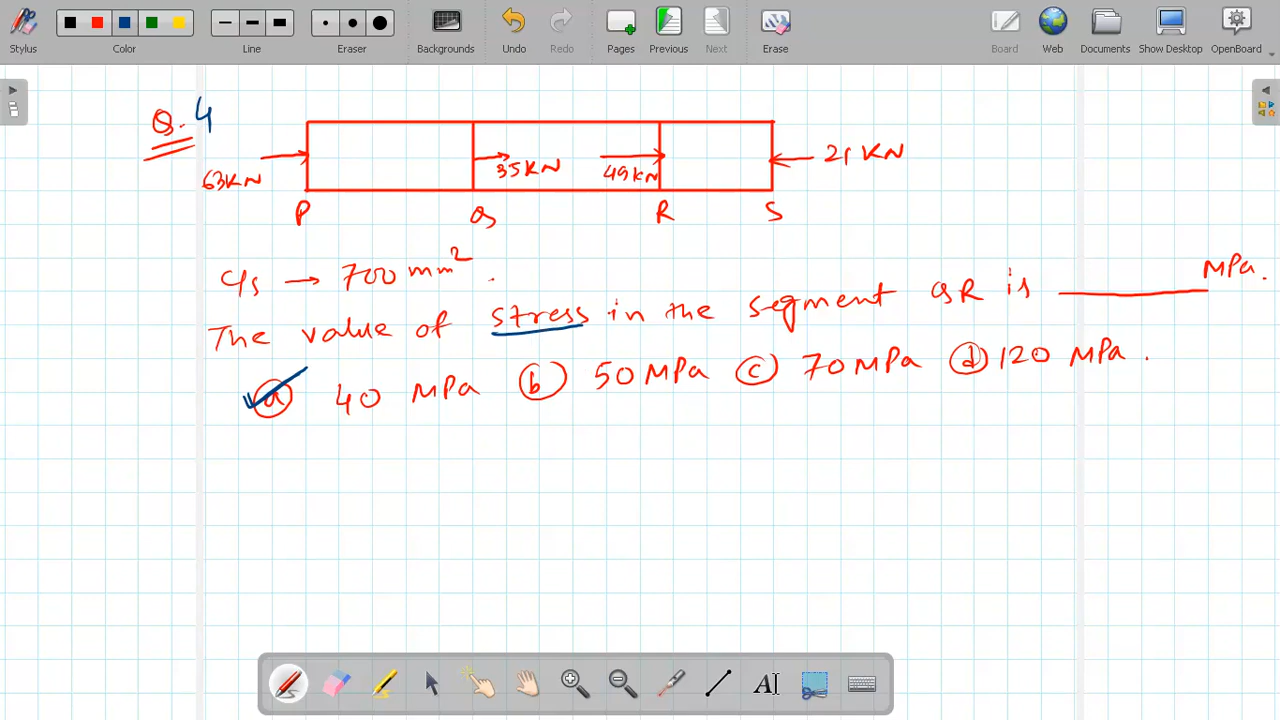 Stylus Color Line Eraser Backgrounds Undo Redo Pages Previous Next Erase Board Web Documents Show Desktop OpenBoard
Q.4
63KN 35KN 49KN 21KN
P Q R S
C/s → 700 mm².
The value of stress in the segment QR is ________ MPa.
(a) 40 MPa (b) 50 MPa (c) 70 MPa (d) 120 MPa.